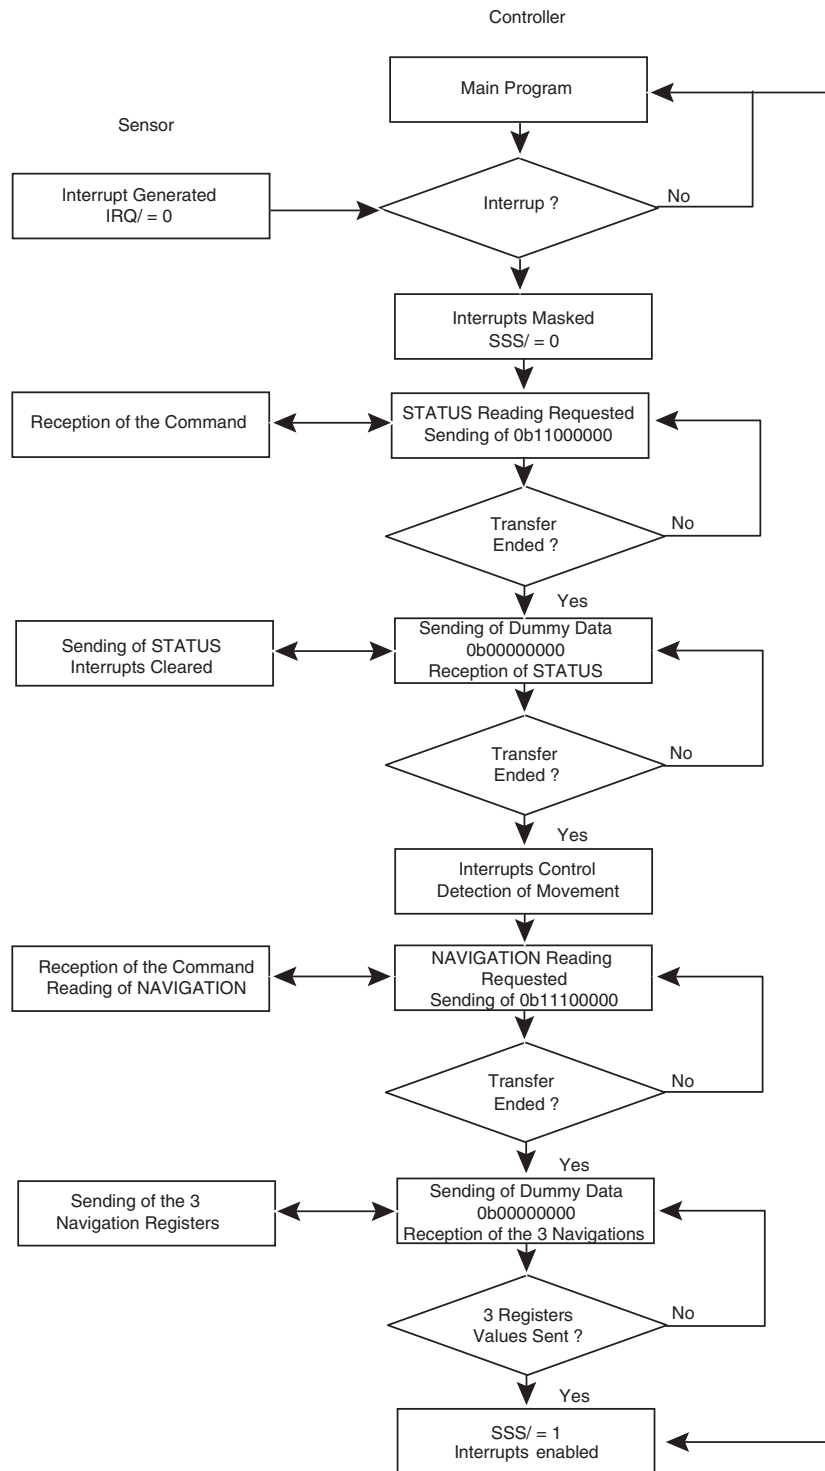 Controller
Main Program
Sensor
Interrupt Generated
IRQ/ = 0
Interrup ?
No
Interrupts Masked
SSS/ = 0
Reception of the Command
STATUS Reading Requested
Sending of 0b11000000
Transfer
Ended ?
No
Yes
Sending of STATUS
Interrupts Cleared
Sending of Dummy Data
0b00000000
Reception of STATUS
Transfer
Ended ?
No
Yes
Interrupts Control
Detection of Movement
Reception of the Command
Reading of NAVIGATION
NAVIGATION Reading
Requested
Sending of 0b11100000
Transfer
Ended ?
No
Yes
Sending of the 3
Navigation Registers
Sending of Dummy Data
0b00000000
Reception of the 3 Navigations
3 Registers
Values Sent ?
No
Yes
SSS/ = 1
Interrupts enabled